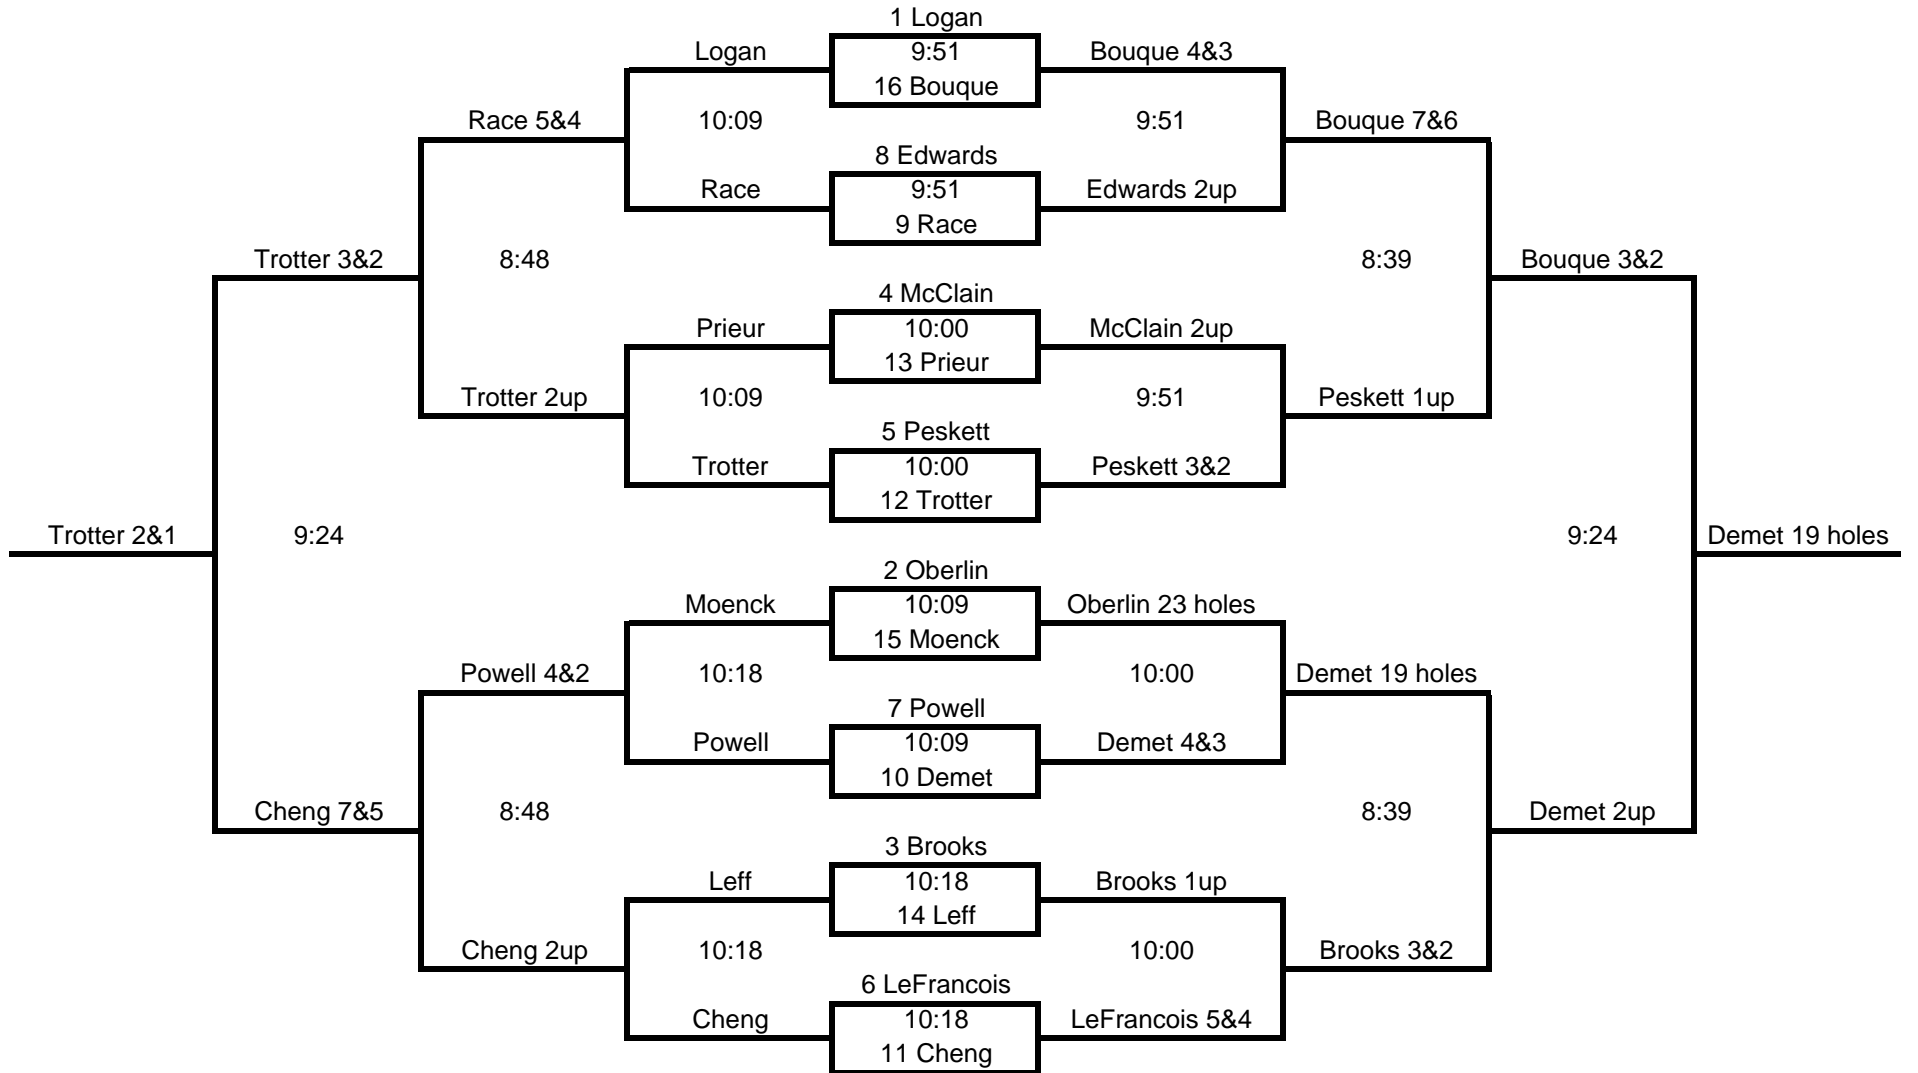 1 Logan
Logan 9:51 Bouque 4&3
16 Bouque
Race 5&4 10:09 9:51 Bouque 7&6
8 Edwards
Race 9:51 Edwards 2up
9 Race
Trotter 3&2 8:48 8:39 Bouque 3&2
4 McClain
Prieur 10:00 McClain 2up
13 Prieur
Trotter 2up 10:09 9:51 Peskett 1up
5 Peskett
Trotter 10:00 Peskett 3&2
12 Trotter
Trotter 2&1 9:24 9:24 Demet 19 holes
2 Oberlin
Moenck 10:09 Oberlin 23 holes
15 Moenck
Powell 4&2 10:18 10:00 Demet 19 holes
7 Powell
Powell 10:09 Demet 4&3
10 Demet
Cheng 7&5 8:48 8:39 Demet 2up
3 Brooks
Leff 10:18 Brooks 1up
14 Leff
Cheng 2up 10:18 10:00 Brooks 3&2
6 LeFrancois
Cheng 10:18 LeFrancois 5&4
11 Cheng